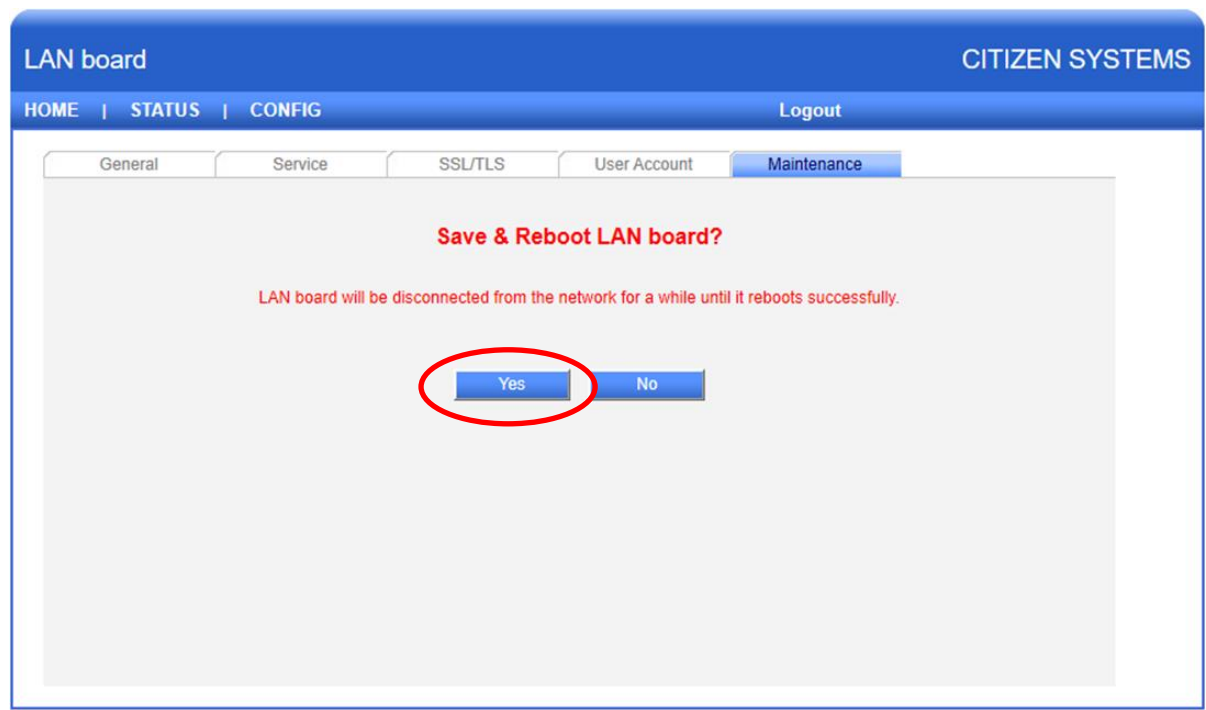 LAN board
CITIZEN SYSTEMS
HOME | STATUS | CONFIG
Logout
General
Service
SSL/TLS
User Account
Maintenance
Save & Reboot LAN board?
LAN board will be disconnected from the network for a while until it reboots successfully.
Yes
No